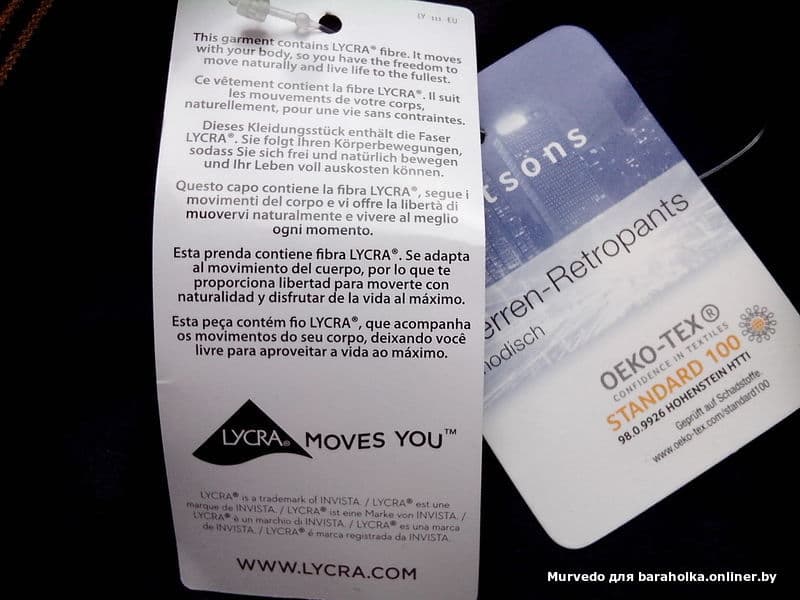 LY 111 EU
This garment contains LYCRA® fibre. It moves
with your body, so you have the freedom to
move naturally and live life to the fullest.
Ce vêtement contient la fibre LYCRA®. Il suit
les mouvements de votre corps,
naturellement, pour une vie sans contraintes.
Dieses Kleidungsstück enthält die Faser
LYCRA®. Sie folgt Ihren Körperbewegungen,
sodass Sie sich frei und natürlich bewegen
und Ihr Leben voll auskosten können.
Questo capo contiene la fibra LYCRA®, segue i
movimenti del corpo e vi offre la libertà di
muovervi naturalmente e vivere al meglio
ogni momento.
Esta prenda contiene fibra LYCRA®. Se adapta
al movimiento del cuerpo, por lo que te
proporciona libertad para moverte con
naturalidad y disfrutar de la vida al máximo.
Esta peça contém fio LYCRA®, que acompanha
os movimentos do seu corpo, deixando você
livre para aproveitar a vida ao máximo.
LYCRA® MOVES YOU™
LYCRA® is a trademark of INVISTA. / LYCRA® est une
marque de INVISTA. / LYCRA® ist eine Marke von INVISTA. /
LYCRA® è un marchio di INVISTA. / LYCRA® es una marca
de INVISTA. / LYCRA® é marca registrada da INVISTA.
WWW.LYCRA.COM
tsons
erren-Retropants
modisch
OEKO-TEX®
CONFIDENCE IN TEXTILES
STANDARD 100
98.0.9926 HOHENSTEIN HTTI
Geprüft auf Schadstoffe.
www.oeko-tex.com/standard100
Murvedo для baraholka.onliner.by